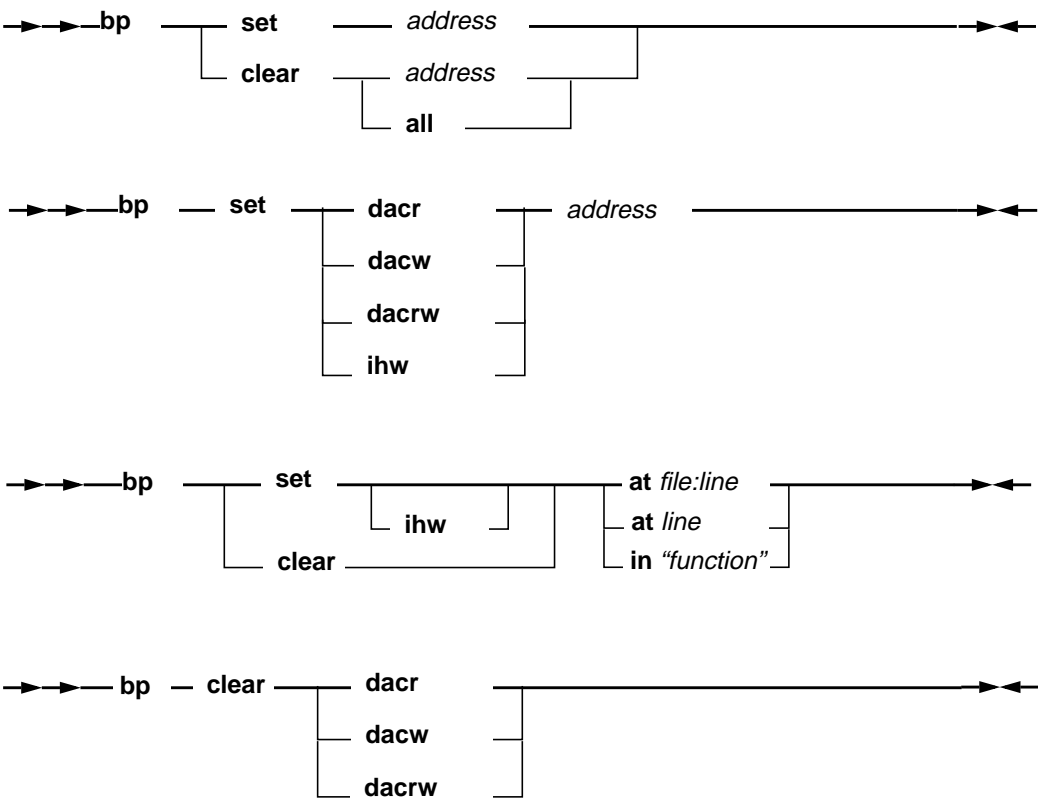 bp set address
clear address
all
bp set dacr address
dacw
dacrw
ihw
bp set at file:line
ihw at line
clear in “function”
bp clear dacr
dacw
dacrw